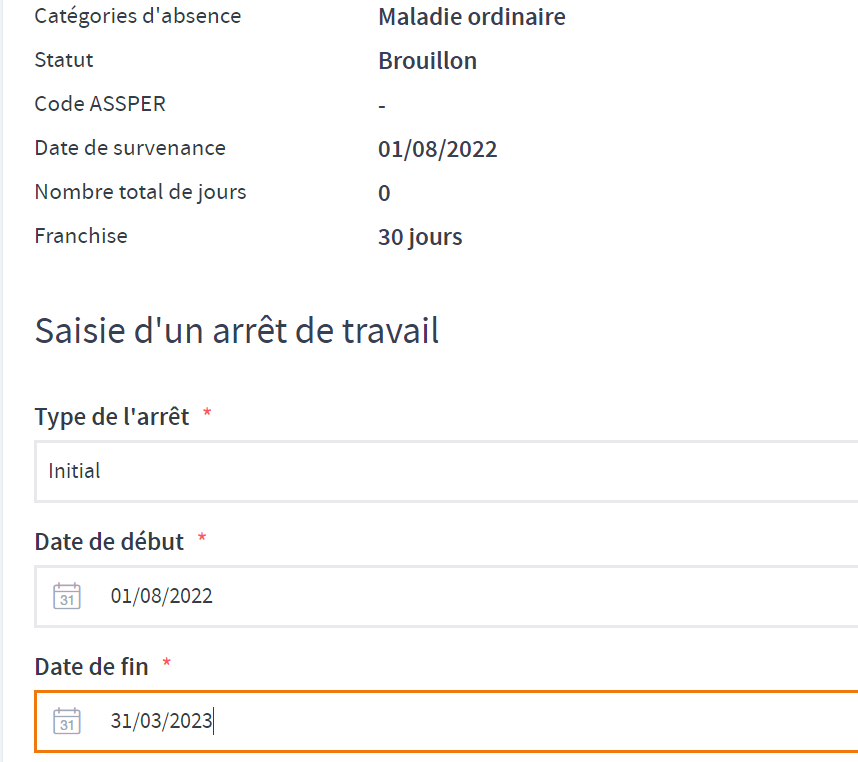 Catégories d'absence Maladie ordinaire
Statut Brouillon
Code ASSPER -
Date de survenance 01/08/2022
Nombre total de jours 0
Franchise 30 jours
Saisie d'un arrêt de travail
Type de l'arrêt *
Initial
Date de début *
31 01/08/2022
Date de fin *
31 31/03/2023